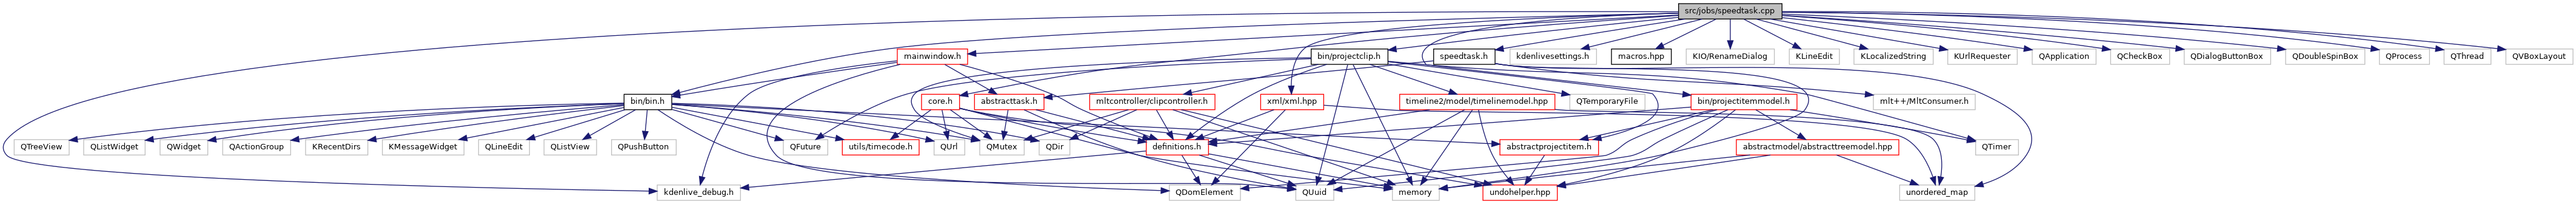 src/jobs/speedtask.cpp
mainwindow.h
bin/projectclip.h
speedtask.h
kdenlivesettings.h
macros.hpp
KIO/RenameDialog
KLineEdit
KLocalizedString
KUrlRequester
QApplication
QCheckBox
QDialogButtonBox
QDoubleSpinBox
QProcess
QThread
QVBoxLayout
bin/bin.h
core.h
abstracttask.h
mltcontroller/clipcontroller.h
xml/xml.hpp
timeline2/model/timelinemodel.hpp
QTemporaryFile
bin/projectitemmodel.h
mlt++/MltConsumer.h
QTreeView
QListWidget
QWidget
QActionGroup
KRecentDirs
KMessageWidget
QLineEdit
QListView
QPushButton
QFuture
utils/timecode.h
QUrl
QMutex
QDir
definitions.h
abstractprojectitem.h
abstractmodel/abstracttreemodel.hpp
QTimer
kdenlive_debug.h
QDomElement
QUuid
memory
undohelper.hpp
unordered_map